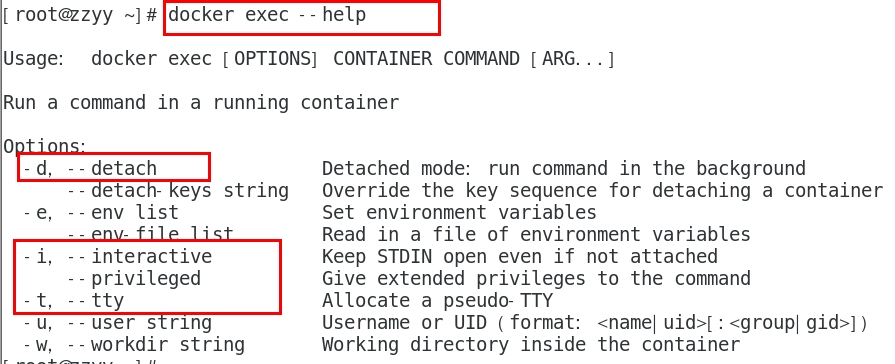 [root@zzyy ~]# docker exec --help
Usage:  docker exec [OPTIONS] CONTAINER COMMAND [ARG...]
Run a command in a running container
Options:
-d, --detach Detached mode: run command in the background
--detach-keys string Override the key sequence for detaching a container
-e, --env list Set environment variables
--env-file list Read in a file of environment variables
-i, --interactive Keep STDIN open even if not attached
--privileged Give extended privileges to the command
-t, --tty Allocate a pseudo-TTY
-u, --user string Username or UID (format: <name|uid>[:<group|gid>])
-w, --workdir string Working directory inside the container
[root@zzyy ~]#